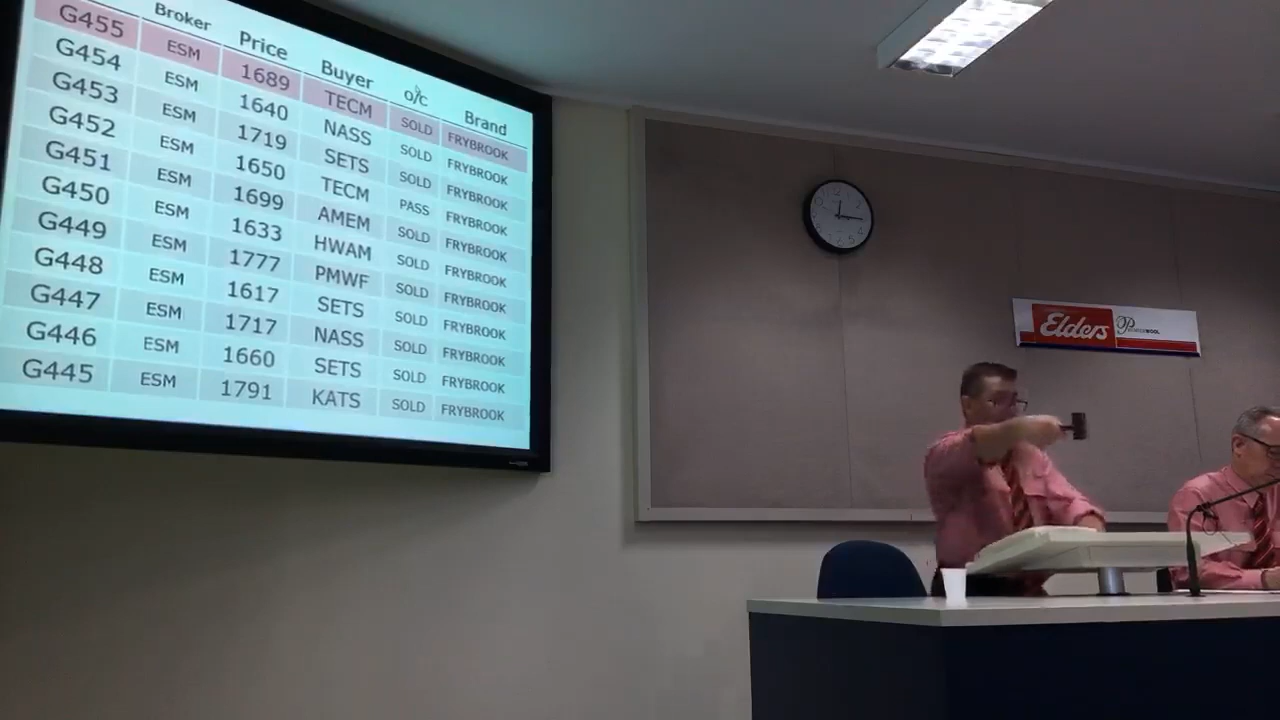 Broker Price Buyer o/c Brand
G455 ESM 1689 TECM SOLD FRYBROOK
G454 ESM 1640 NASS SOLD FRYBROOK
G453 ESM 1719 SETS SOLD FRYBROOK
G452 ESM 1650 TECM PASS FRYBROOK
G451 ESM 1699 AMEM SOLD FRYBROOK
G450 ESM 1633 HWAM SOLD FRYBROOK
G449 ESM 1777 PMWF SOLD FRYBROOK
G448 ESM 1617 SETS SOLD FRYBROOK
G447 ESM 1717 NASS SOLD FRYBROOK
G446 ESM 1660 SETS SOLD FRYBROOK
G445 ESM 1791 KATS SOLD FRYBROOK
Elders